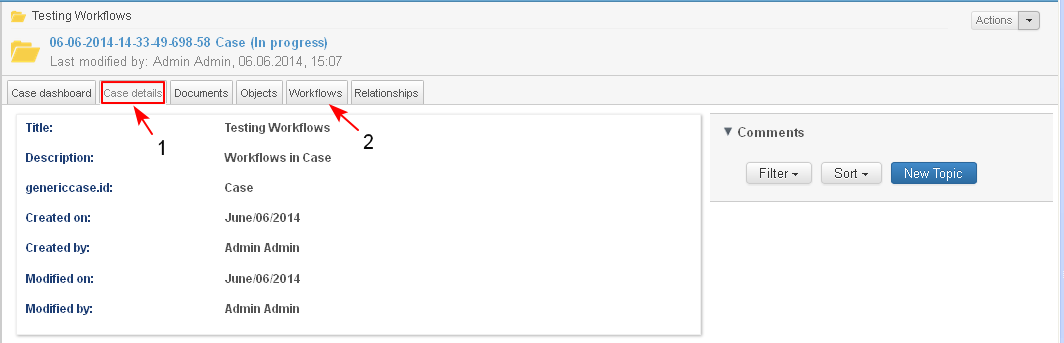 Testing Workflows
Actions
06-06-2014-14-33-49-698-58 Case (In progress)
Last modified by: Admin Admin, 06.06.2014, 15:07
Case dashboard Case details Documents Objects Workflows Relationships
1
2
Title: Testing Workflows
Description: Workflows in Case
genericcase.id: Case
Created on: June/06/2014
Created by: Admin Admin
Modified on: June/06/2014
Modified by: Admin Admin
Comments
Filter Sort New Topic